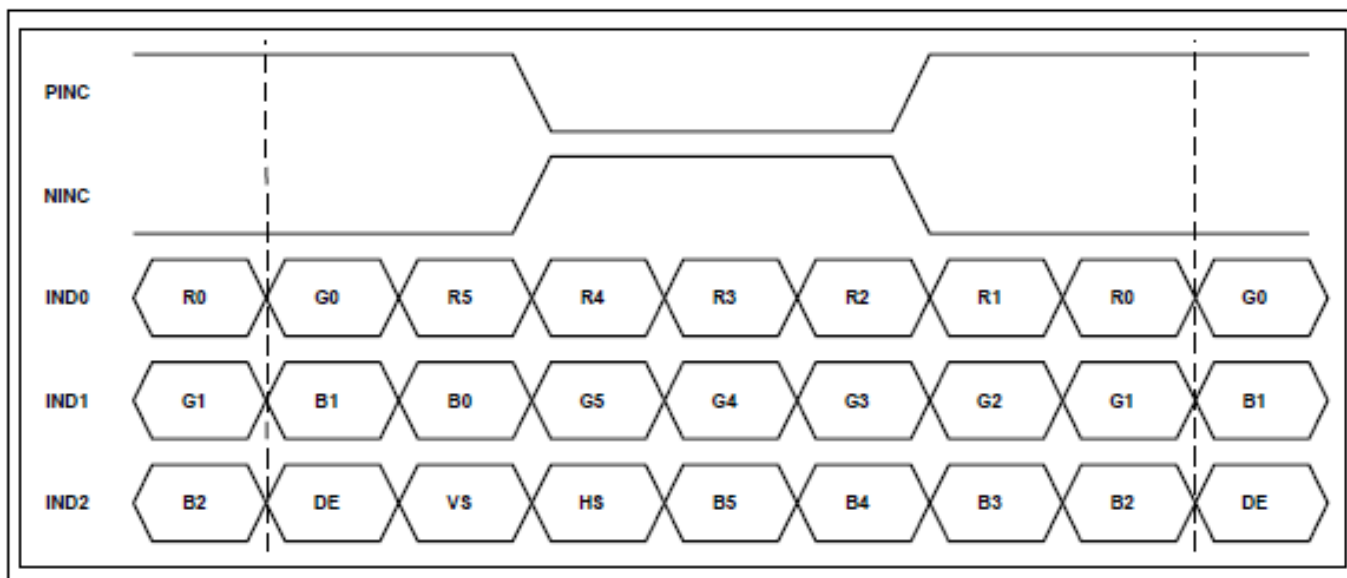 PINC
NINC
IND0 R0 G0 R5 R4 R3 R2 R1 R0 G0
IND1 G1 B1 B0 G5 G4 G3 G2 G1 B1
IND2 B2 DE VS HS B5 B4 B3 B2 DE